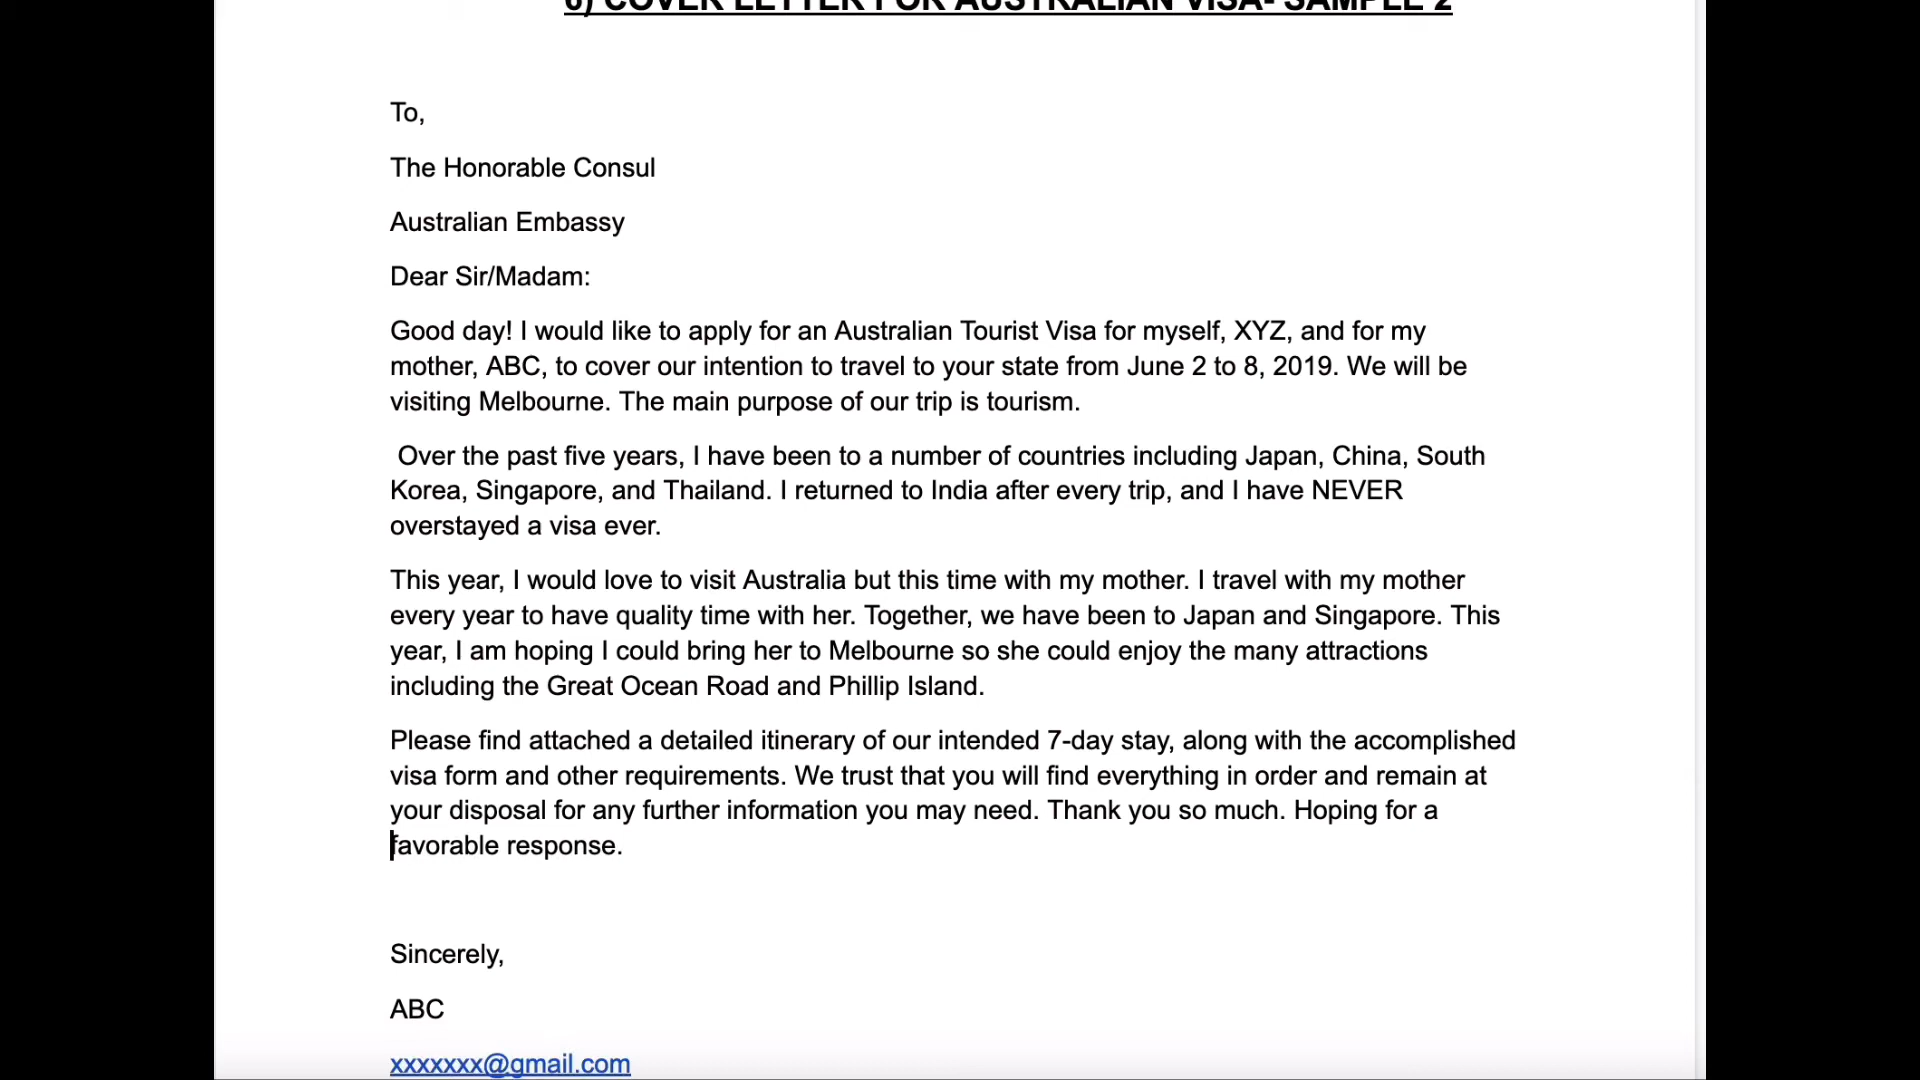 6) COVER LETTER FOR AUSTRALIAN VISA- SAMPLE 2
To,
The Honorable Consul
Australian Embassy
Dear Sir/Madam:
Good day! I would like to apply for an Australian Tourist Visa for myself, XYZ, and for my
mother, ABC, to cover our intention to travel to your state from June 2 to 8, 2019. We will be
visiting Melbourne. The main purpose of our trip is tourism.
Over the past five years, I have been to a number of countries including Japan, China, South
Korea, Singapore, and Thailand. I returned to India after every trip, and I have NEVER
overstayed a visa ever.
This year, I would love to visit Australia but this time with my mother. I travel with my mother
every year to have quality time with her. Together, we have been to Japan and Singapore. This
year, I am hoping I could bring her to Melbourne so she could enjoy the many attractions
including the Great Ocean Road and Phillip Island.
Please find attached a detailed itinerary of our intended 7-day stay, along with the accomplished
visa form and other requirements. We trust that you will find everything in order and remain at
your disposal for any further information you may need. Thank you so much. Hoping for a
favorable response.
Sincerely,
ABC
xxxxxxx@gmail.com